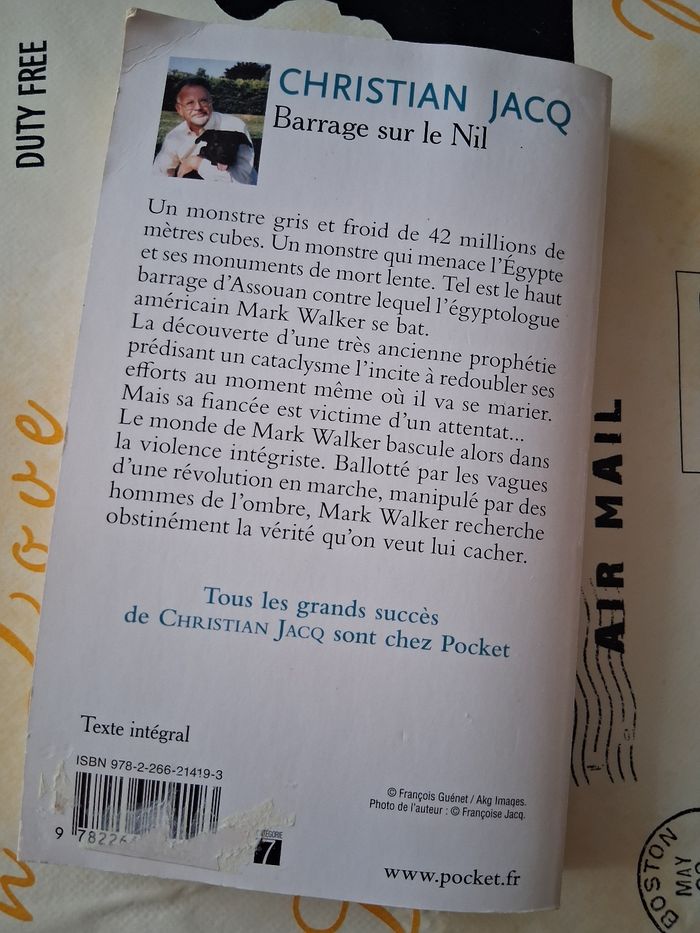 DUTY FREE
CHRISTIAN JACQ
Barrage sur le Nil
Un monstre gris et froid de 42 millions de
mètres cubes. Un monstre qui menace l'Égypte
et ses monuments de mort lente. Tel est le haut
barrage d'Assouan contre lequel l'égyptologue
américain Mark Walker se bat.
La découverte d'une très ancienne prophétie
prédisant un cataclysme l'incite à redoubler ses
efforts au moment même où il va se marier.
Mais sa fiancée est victime d'un attentat...
Le monde de Mark Walker bascule alors dans
la violence intégriste. Ballotté par les vagues
d'une révolution en marche, manipulé par des
hommes de l'ombre, Mark Walker recherche
obstinément la vérité qu'on veut lui cacher.
Tous les grands succès
de CHRISTIAN JACQ sont chez Pocket
Texte intégral
ISBN 978-2-266-21419-3
© François Guénet / Akg Images.
Photo de l'auteur : © Françoise Jacq.
www.pocket.fr
7
love
AIR MAIL
BOSTON
MAY